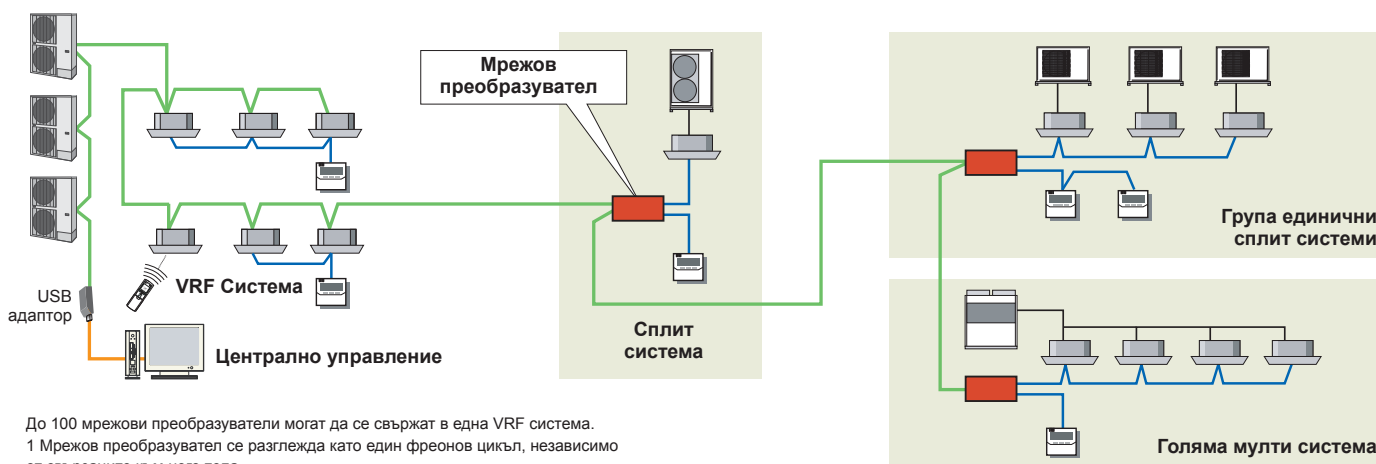 Мрежов
преобразувател
VRF Система
USB
адаптор
Централно управление
Сплит
система
Група единични
сплит системи
Голяма мулти система
До 100 мрежови преобразуватели могат да се свържат в една VRF система.
1 Мрежов преобразувател се разглежда като един фреонов цикъл, независимо